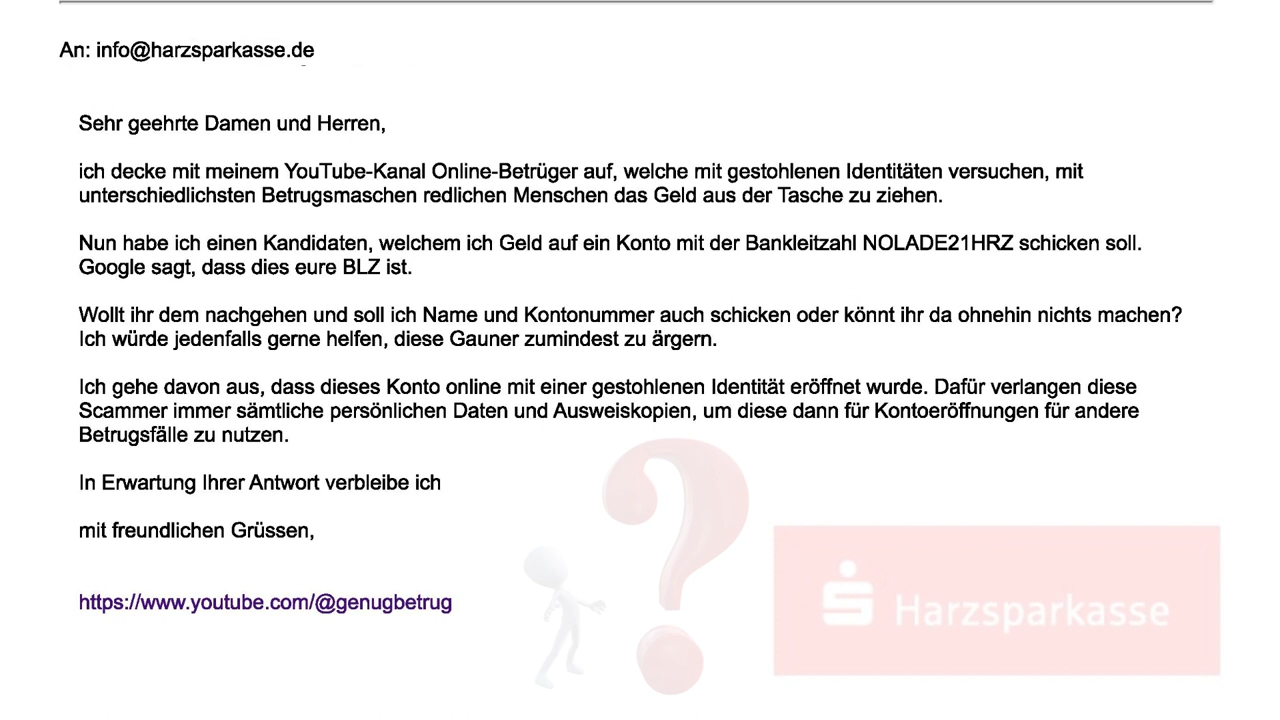 An: info@harzsparkasse.de
Sehr geehrte Damen und Herren,
ich decke mit meinem YouTube-Kanal Online-Betrüger auf, welche mit gestohlenen Identitäten versuchen, mit
unterschiedlichsten Betrugsmaschen redlichen Menschen das Geld aus der Tasche zu ziehen.
Nun habe ich einen Kandidaten, welchem ich Geld auf ein Konto mit der Bankleitzahl NOLADE21HRZ schicken soll.
Google sagt, dass dies eure BLZ ist.
Wollt ihr dem nachgehen und soll ich Name und Kontonummer auch schicken oder könnt ihr da ohnehin nichts machen?
Ich würde jedenfalls gerne helfen, diese Gauner zumindest zu ärgern.
Ich gehe davon aus, dass dieses Konto online mit einer gestohlenen Identität eröffnet wurde. Dafür verlangen diese
Scammer immer sämtliche persönlichen Daten und Ausweiskopien, um diese dann für Kontoeröffnungen für andere
Betrugsfälle zu nutzen.
In Erwartung Ihrer Antwort verbleibe ich
mit freundlichen Grüssen,
https://www.youtube.com/@genugbetrug
?
Harzsparkasse